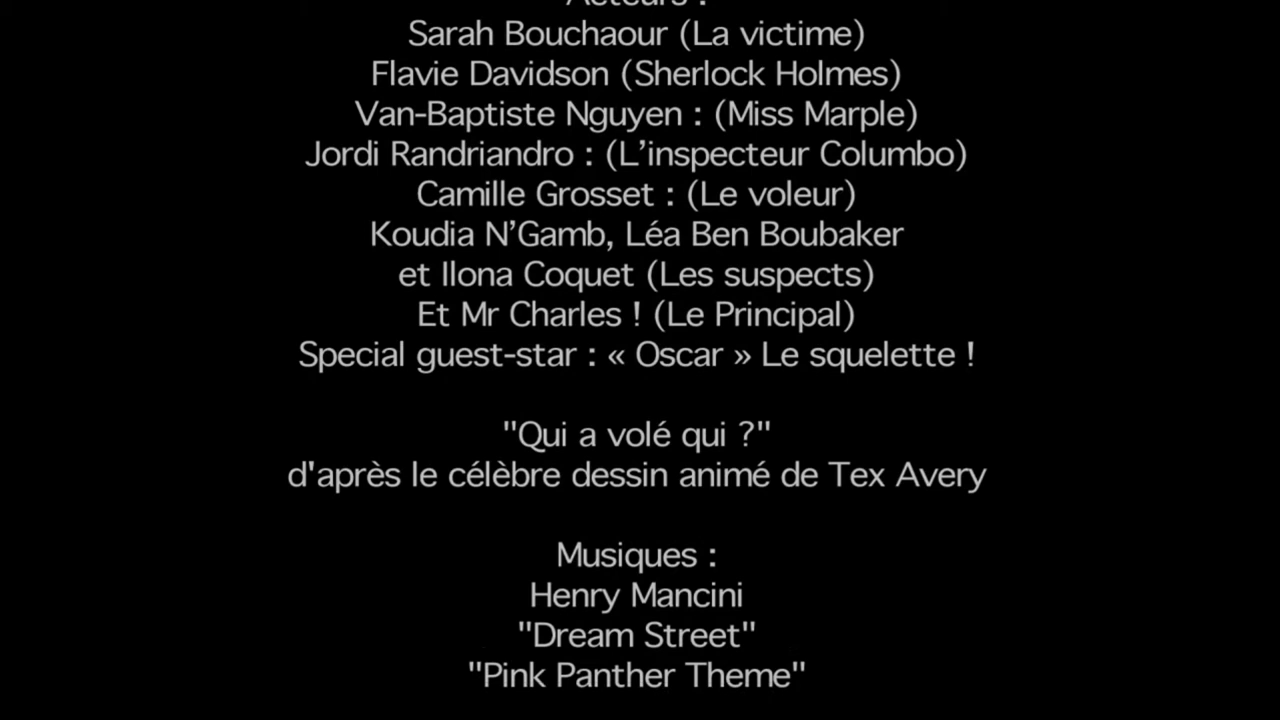 Acteurs :
Sarah Bouchaour (La victime)
Flavie Davidson (Sherlock Holmes)
Van-Baptiste Nguyen : (Miss Marple)
Jordi Randriandro : (L’inspecteur Columbo)
Camille Grosset : (Le voleur)
Koudia N’Gamb, Léa Ben Boubaker
et Ilona Coquet (Les suspects)
Et Mr Charles ! (Le Principal)
Special guest-star : « Oscar » Le squelette !
"Qui a volé qui ?"
d'après le célèbre dessin animé de Tex Avery
Musiques :
Henry Mancini
"Dream Street"
"Pink Panther Theme"